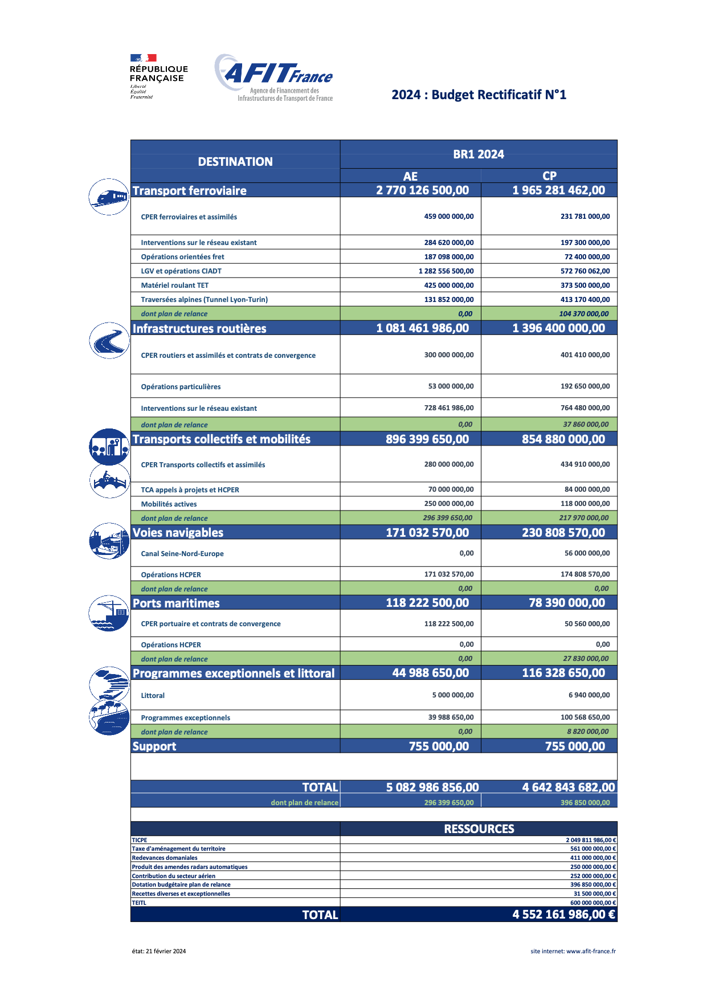 RÉPUBLIQUE
FRANÇAISE
Liberté
Égalité
Fraternité
AFIT France
Agence de Financement des
Infrastructures de Transport de France
2024 : Budget Rectificatif N°1
DESTINATION
BR1 2024
AE CP
Transport ferroviaire 2 770 126 500,00 1 965 281 462,00
CPER ferroviaires et assimilés 459 000 000,00 231 781 000,00
Interventions sur le réseau existant 284 620 000,00 197 300 000,00
Opérations orientées fret 187 098 000,00 72 400 000,00
LGV et opérations CIADT 1 282 556 500,00 572 760 062,00
Matériel roulant TET 425 000 000,00 373 500 000,00
Traversées alpines (Tunnel Lyon-Turin) 131 852 000,00 413 170 400,00
dont plan de relance 0,00 104 370 000,00
Infrastructures routières 1 081 461 986,00 1 396 400 000,00
CPER routiers et assimilés et contrats de convergence 300 000 000,00 401 410 000,00
Opérations particulières 53 000 000,00 192 650 000,00
Interventions sur le réseau existant 728 461 986,00 764 480 000,00
dont plan de relance 0,00 37 860 000,00
Transports collectifs et mobilités 896 399 650,00 854 880 000,00
CPER Transports collectifs et assimilés 280 000 000,00 434 910 000,00
TCA appels à projets et HCPER 70 000 000,00 84 000 000,00
Mobilités actives 250 000 000,00 118 000 000,00
dont plan de relance 296 399 650,00 217 970 000,00
Voies navigables 171 032 570,00 230 808 570,00
Canal Seine-Nord-Europe 0,00 56 000 000,00
Opérations HCPER 171 032 570,00 174 808 570,00
dont plan de relance 0,00 0,00
Ports maritimes 118 222 500,00 78 390 000,00
CPER portuaire et contrats de convergence 118 222 500,00 50 560 000,00
Opérations HCPER 0,00 0,00
dont plan de relance 0,00 27 830 000,00
Programmes exceptionnels et littoral 44 988 650,00 116 328 650,00
Littoral 5 000 000,00 6 940 000,00
Programmes exceptionnels 39 988 650,00 100 568 650,00
dont plan de relance 0,00 8 820 000,00
Support 755 000,00 755 000,00
TOTAL 5 082 986 856,00 4 642 843 682,00
dont plan de relance 296 399 650,00 396 850 000,00
RESSOURCES
TICPE 2 049 811 986,00 €
Taxe d'aménagement du territoire 561 000 000,00 €
Redevances domaniales 411 000 000,00 €
Produit des amendes radars automatiques 250 000 000,00 €
Contribution du secteur aérien 252 000 000,00 €
Dotation budgétaire plan de relance 396 850 000,00 €
Recettes diverses et exceptionnelles 31 500 000,00 €
TEITL 600 000 000,00 €
TOTAL 4 552 161 986,00 €
état: 21 février 2024 site internet: www.afit-france.fr